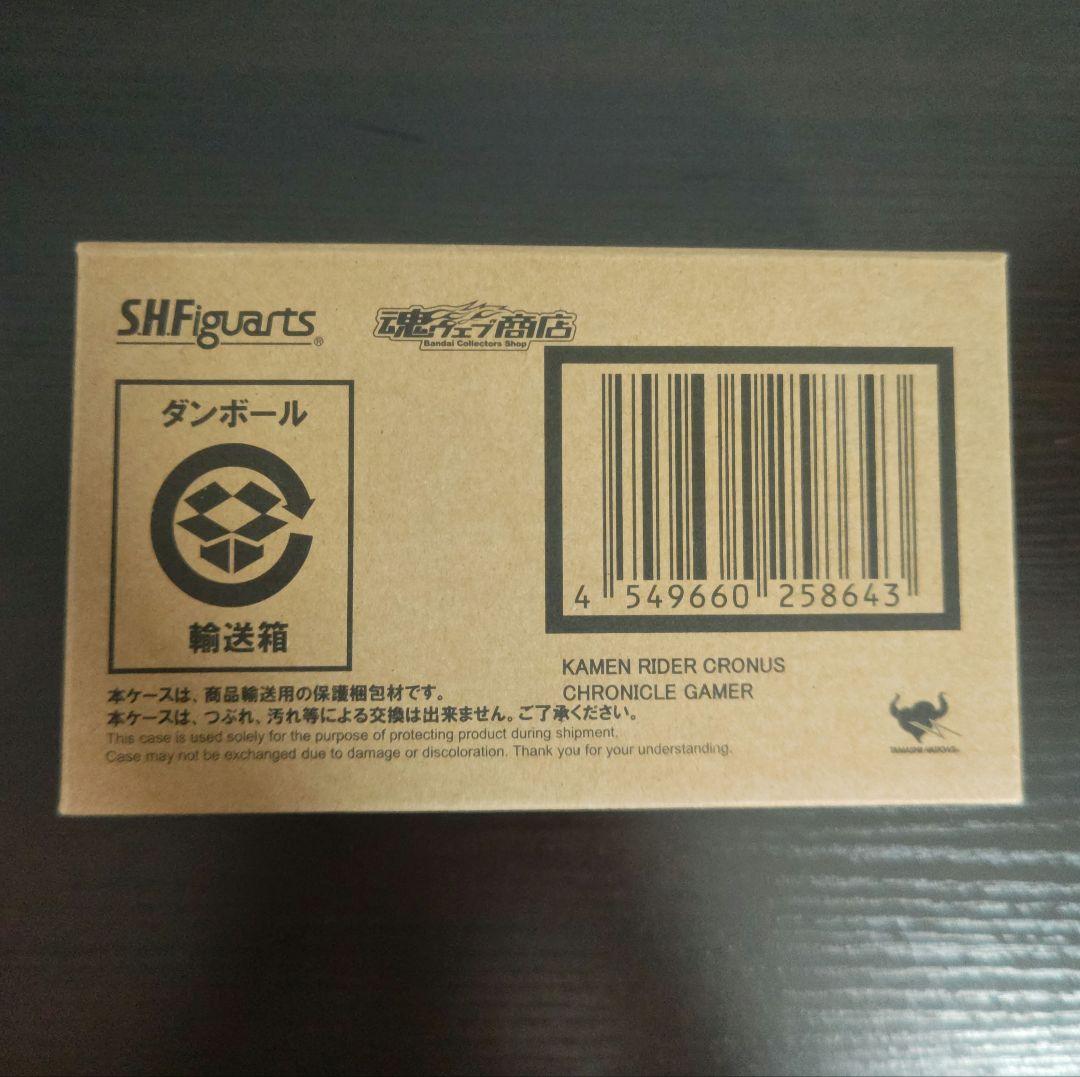 S.H.Figuarts®
魂ウェブ商店
Bandai Collectors Shop
ダンボール
輸送箱
4 549660 258643
KAMEN RIDER CRONUS
CHRONICLE GAMER
本ケースは、商品輸送用の保護梱包材です。
本ケースは、つぶれ、汚れ等による交換は出来ません。ご了承ください。
This case is used solely for the purpose of protecting product during shipment.
Case may not be exchanged due to damage or discoloration. Thank you for your understanding.
TAMASHII NATIONS